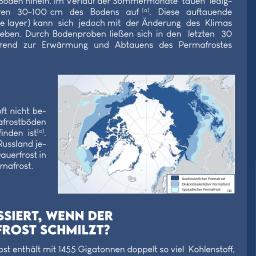 Boden hinein. Im Verlauf der Sommermonate tauen ledig-
en 30-100 cm des Bodens auf [a]. Diese auftauende
e layer) kann sich jedoch mit der Änderung des Klimas
eben. Durch Bodenproben ließen sich in den letzten 30
rend zur Erwärmung und Abtauens des Permafrostes
ft nicht be-
afrostböden
finden ist
Russland je-
auerfrost in
mafrost.
Kontinuierlicher Permafrost
Diskontinuierlicher Permafrost
Sporadischer Permafrost
SSIERT, WENN DER
FROST SCHMILZT?
ost enthält mit 1455 Gigatonnen doppelt so viel Kohlenstoff,